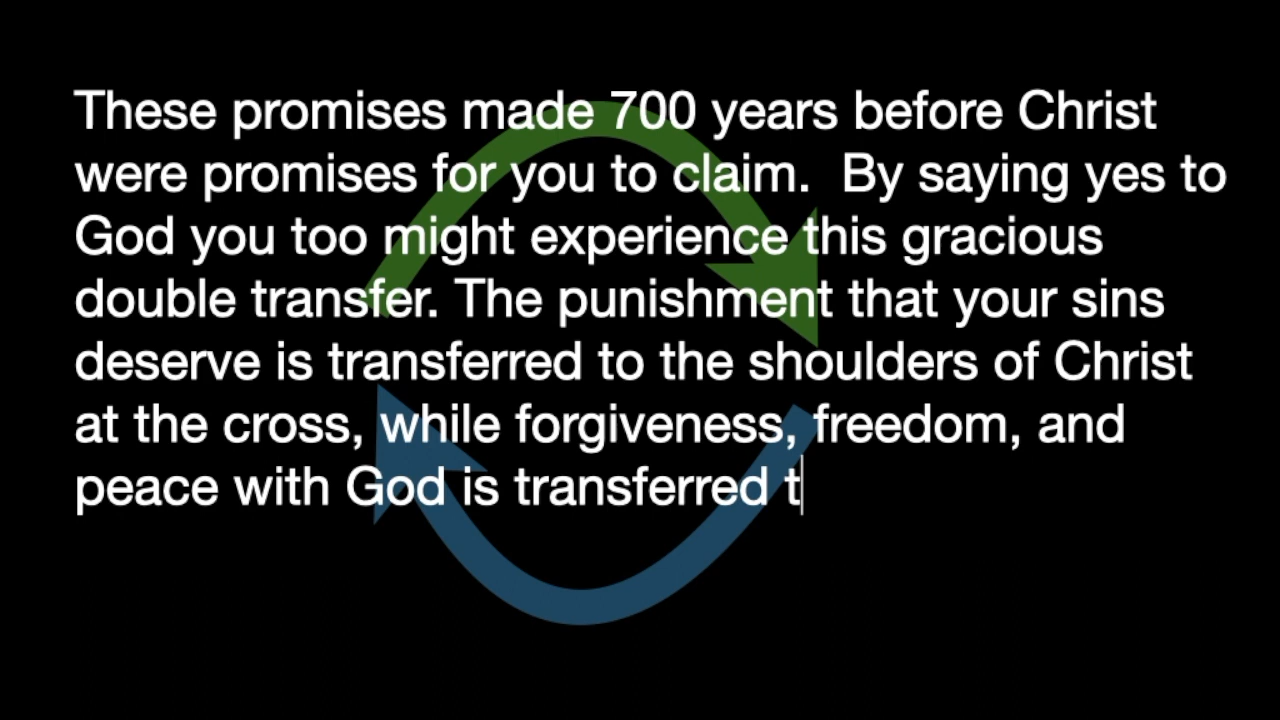 These promises made 700 years before Christ
were promises for you to claim.  By saying yes to
God you too might experience this gracious
double transfer. The punishment that your sins
deserve is transferred to the shoulders of Christ
at the cross, while forgiveness, freedom, and
peace with God is transferred t